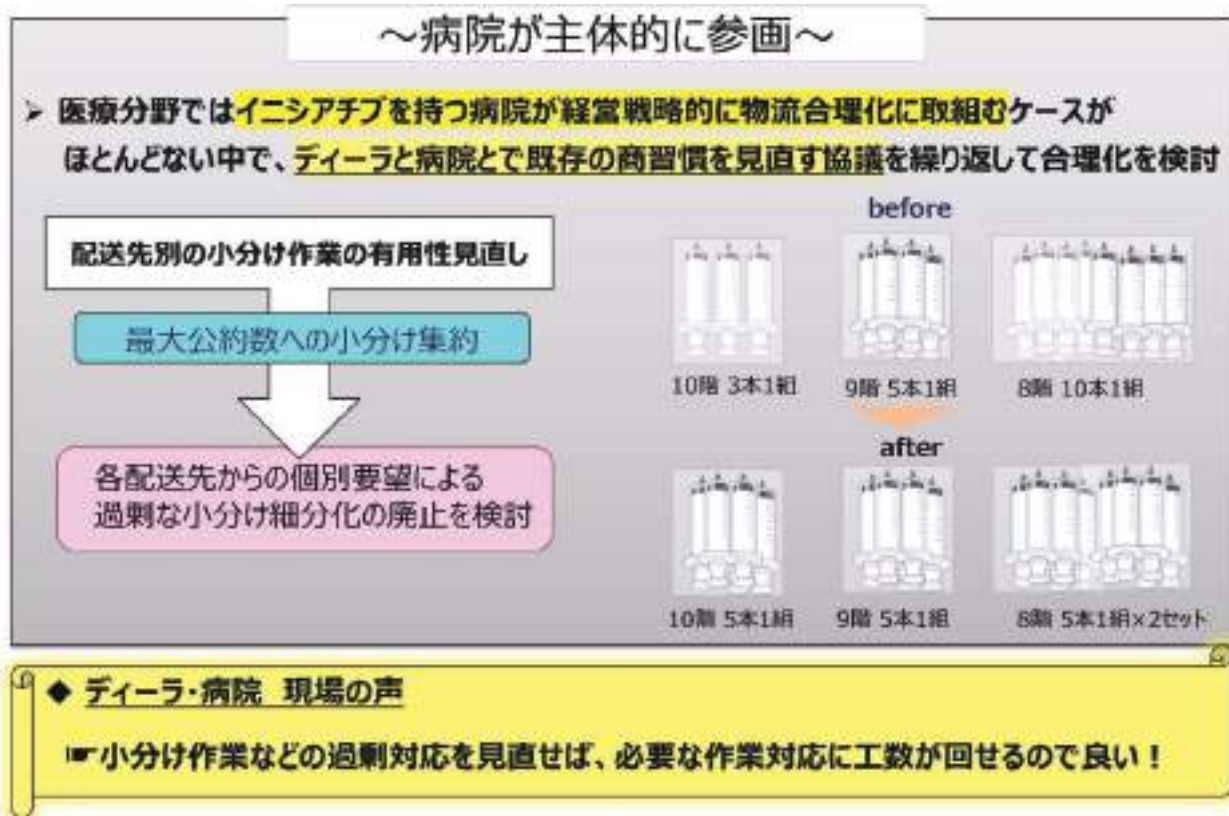 ～病院が主体的に参画～
➢ 医療分野ではイニシアチブを持つ病院が経営戦略的に物流合理化に取組むケースが
ほとんどない中で、ディーラと病院とで既存の商習慣を見直す協議を繰り返して合理化を検討
配送先別の小分け作業の有用性見直し
最大公約数への小分け集約
各配送先からの個別要望による
過剰な小分け細分化の廃止を検討
before
10階 3本1組
9階 5本1組
8階 10本1組
after
10階 5本1組
9階 5本1組
8階 5本1組×2セット
◆ ディーラ・病院 現場の声
☛小分け作業などの過剰対応を見直せば、必要な作業対応に工数が回せるので良い！